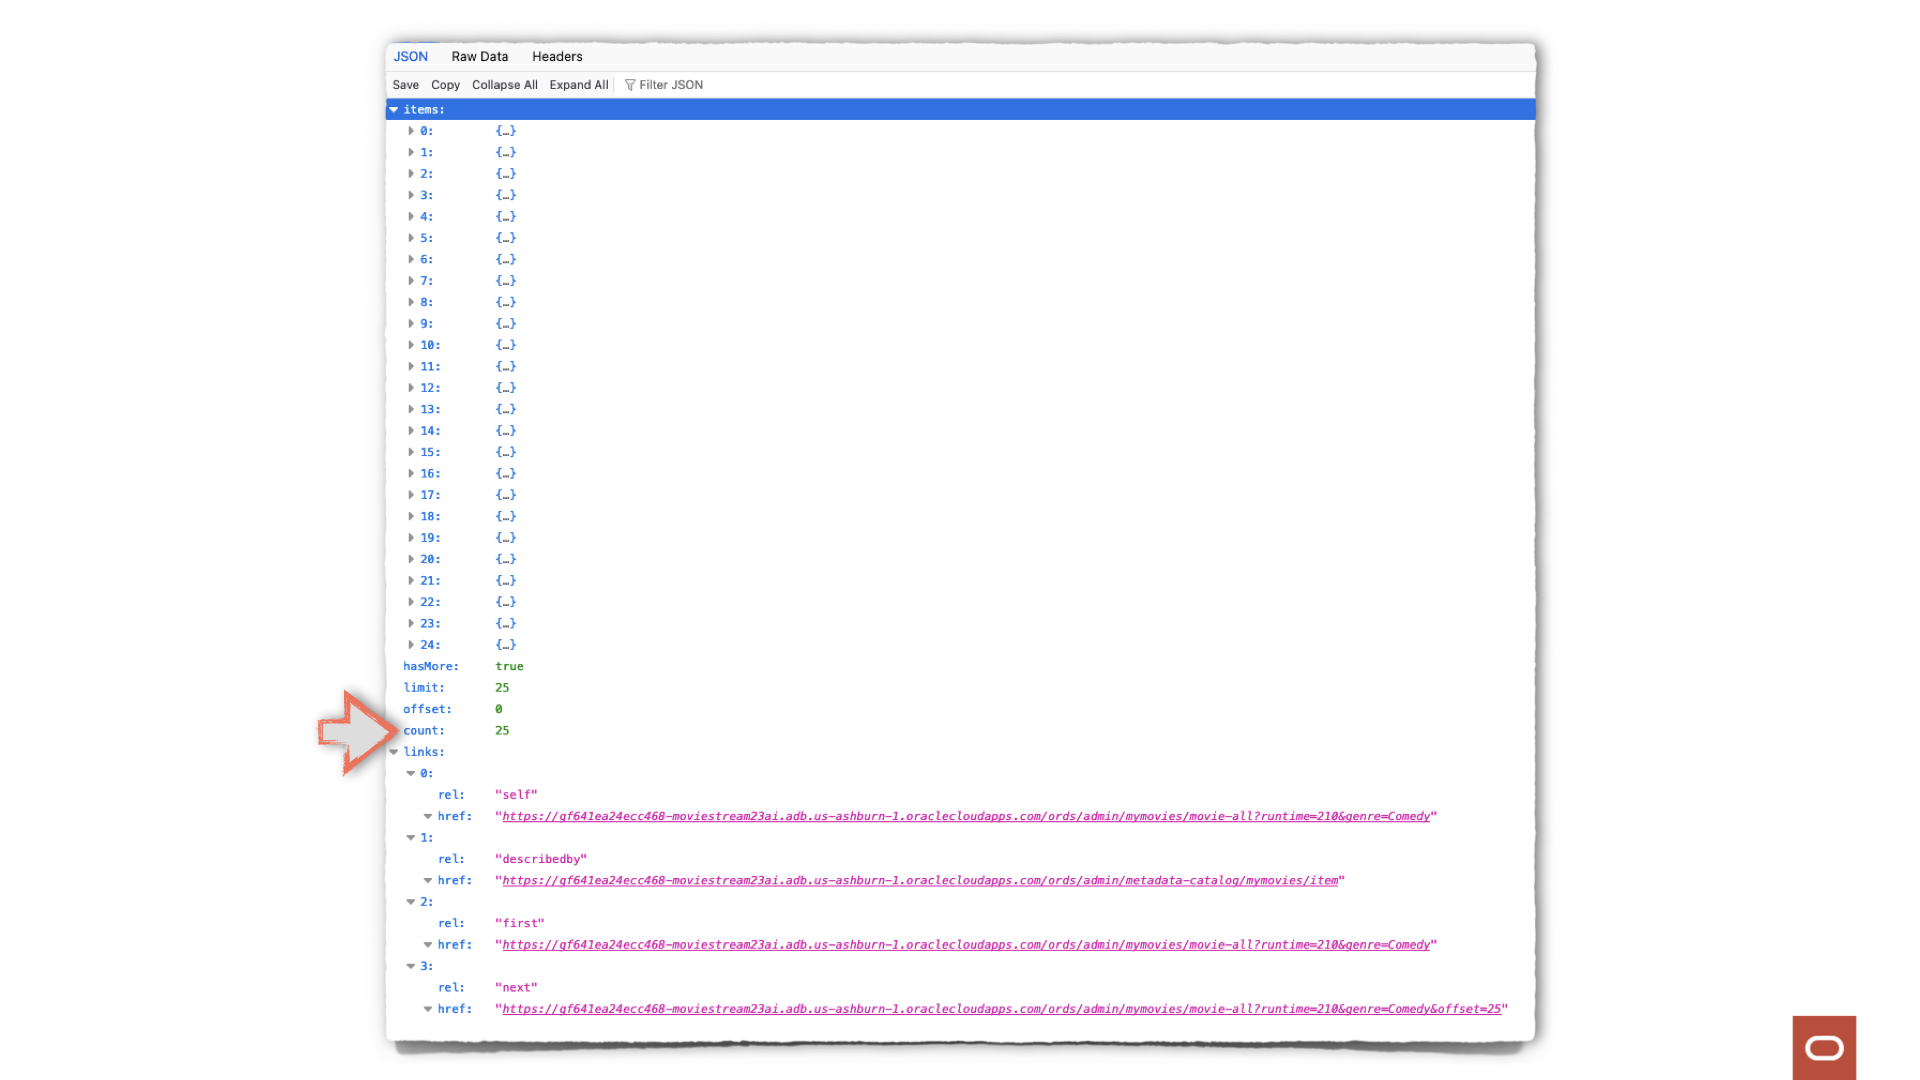 JSON Raw Data Headers
Save Copy Collapse All Expand All Filter JSON
items:
0: {…}
1: {…}
2: {…}
3: {…}
4: {…}
5: {…}
6: {…}
7: {…}
8: {…}
9: {…}
10: {…}
11: {…}
12: {…}
13: {…}
14: {…}
15: {…}
16: {…}
17: {…}
18: {…}
19: {…}
20: {…}
21: {…}
22: {…}
23: {…}
24: {…}
hasMore: true
limit: 25
offset: 0
count: 25
links:
0:
rel: "self"
href: "https://gf641ea24ecc468-moviestream23ai.adb.us-ashburn-1.oraclecloudapps.com/ords/admin/mymovies/movie-all?runtime=210&genre=Comedy"
1:
rel: "describedby"
href: "https://gf641ea24ecc468-moviestream23ai.adb.us-ashburn-1.oraclecloudapps.com/ords/admin/metadata-catalog/mymovies/item"
2:
rel: "first"
href: "https://gf641ea24ecc468-moviestream23ai.adb.us-ashburn-1.oraclecloudapps.com/ords/admin/mymovies/movie-all?runtime=210&genre=Comedy"
3:
rel: "next"
href: "https://gf641ea24ecc468-moviestream23ai.adb.us-ashburn-1.oraclecloudapps.com/ords/admin/mymovies/movie-all?runtime=210&genre=Comedy&offset=25"